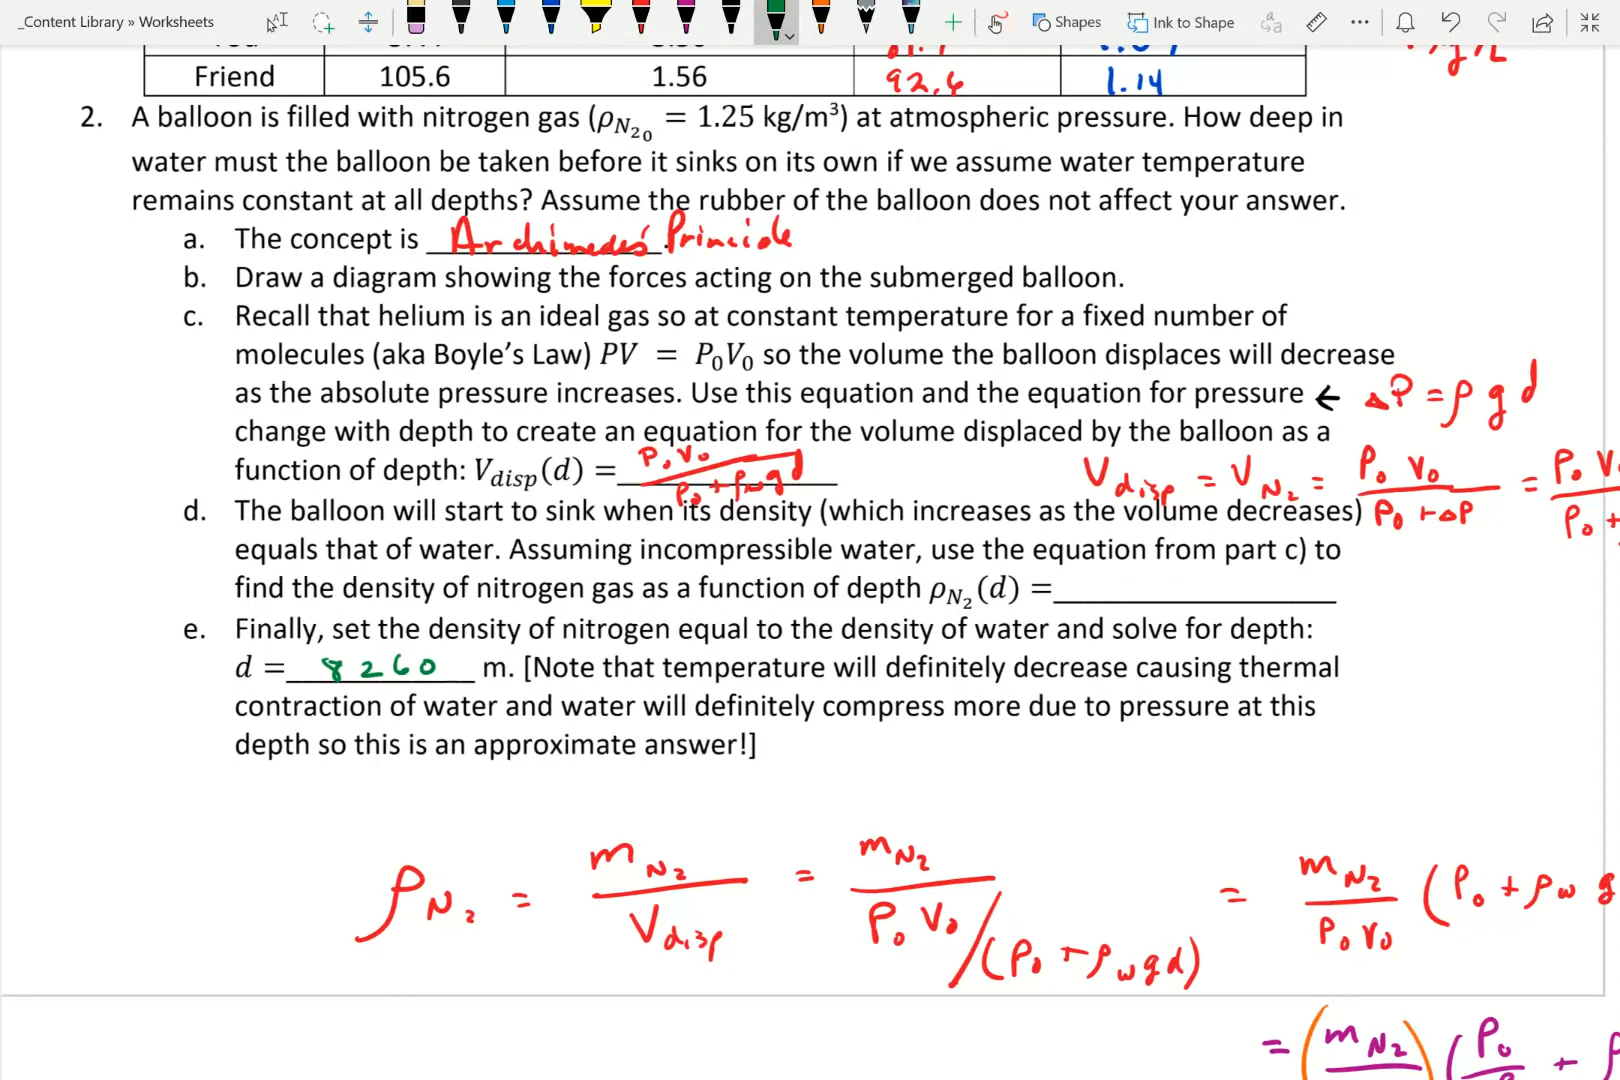 _Content Library » Worksheets
Shapes
Ink to Shape
Friend 105.6 1.56 92.6 1.14
2. A balloon is filled with nitrogen gas (ρN₂₀ = 1.25 kg/m³) at atmospheric pressure. How deep in
water must the balloon be taken before it sinks on its own if we assume water temperature
remains constant at all depths? Assume the rubber of the balloon does not affect your answer.
a. The concept is Archimedes' Principle.
b. Draw a diagram showing the forces acting on the submerged balloon.
c. Recall that helium is an ideal gas so at constant temperature for a fixed number of
molecules (aka Boyle's Law) PV = P₀V₀ so the volume the balloon displaces will decrease
as the absolute pressure increases. Use this equation and the equation for pressure ← ΔP = ρgd
change with depth to create an equation for the volume displaced by the balloon as a
function of depth: Vdisp(d) = P₀V₀ / (P₀ + ρwgd)
Vdisp = VN₂ = P₀V₀ / (P₀ + ΔP) = P₀V₀ / P₀ +
d. The balloon will start to sink when its density (which increases as the volume decreases)
equals that of water. Assuming incompressible water, use the equation from part c) to
find the density of nitrogen gas as a function of depth ρN₂(d) =____________________
e. Finally, set the density of nitrogen equal to the density of water and solve for depth:
d = 8260 m. [Note that temperature will definitely decrease causing thermal
contraction of water and water will definitely compress more due to pressure at this
depth so this is an approximate answer!]
ρN₂ = mN₂ / Vdisp = mN₂ / P₀V₀/(P₀ + ρwgd) = mN₂ / P₀V₀ (P₀ + ρw g
= (mN₂ ) (P₀ +